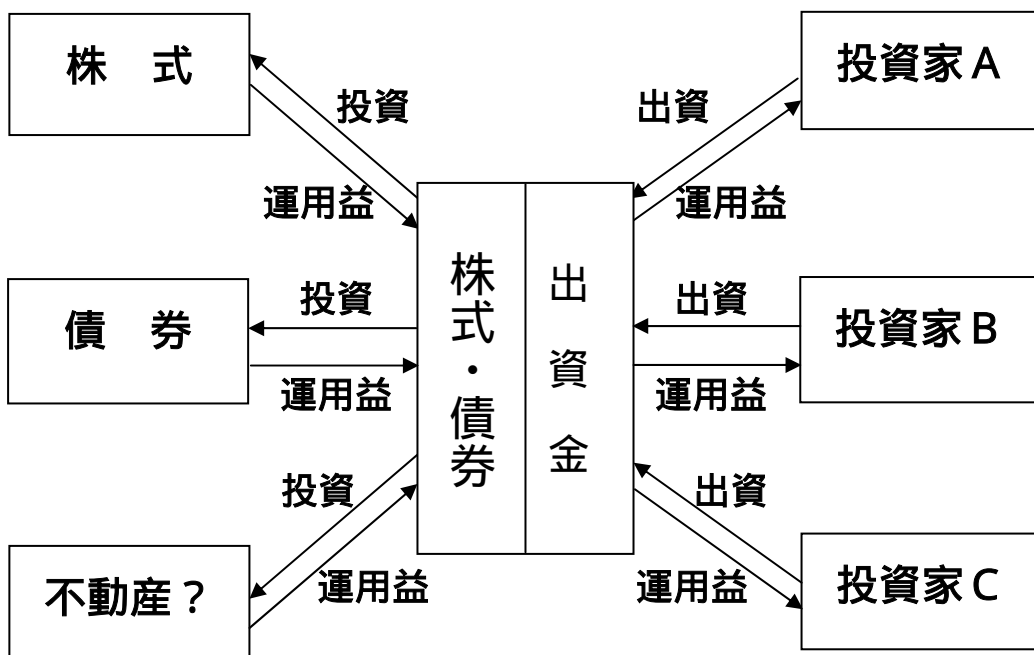 株　式
投資
運用益
債　券
投資
運用益
投資
運用益
不動産？
株式・債券
出資金
投資家A
出資
運用益
出資
投資家B
運用益
出資
運用益
投資家C